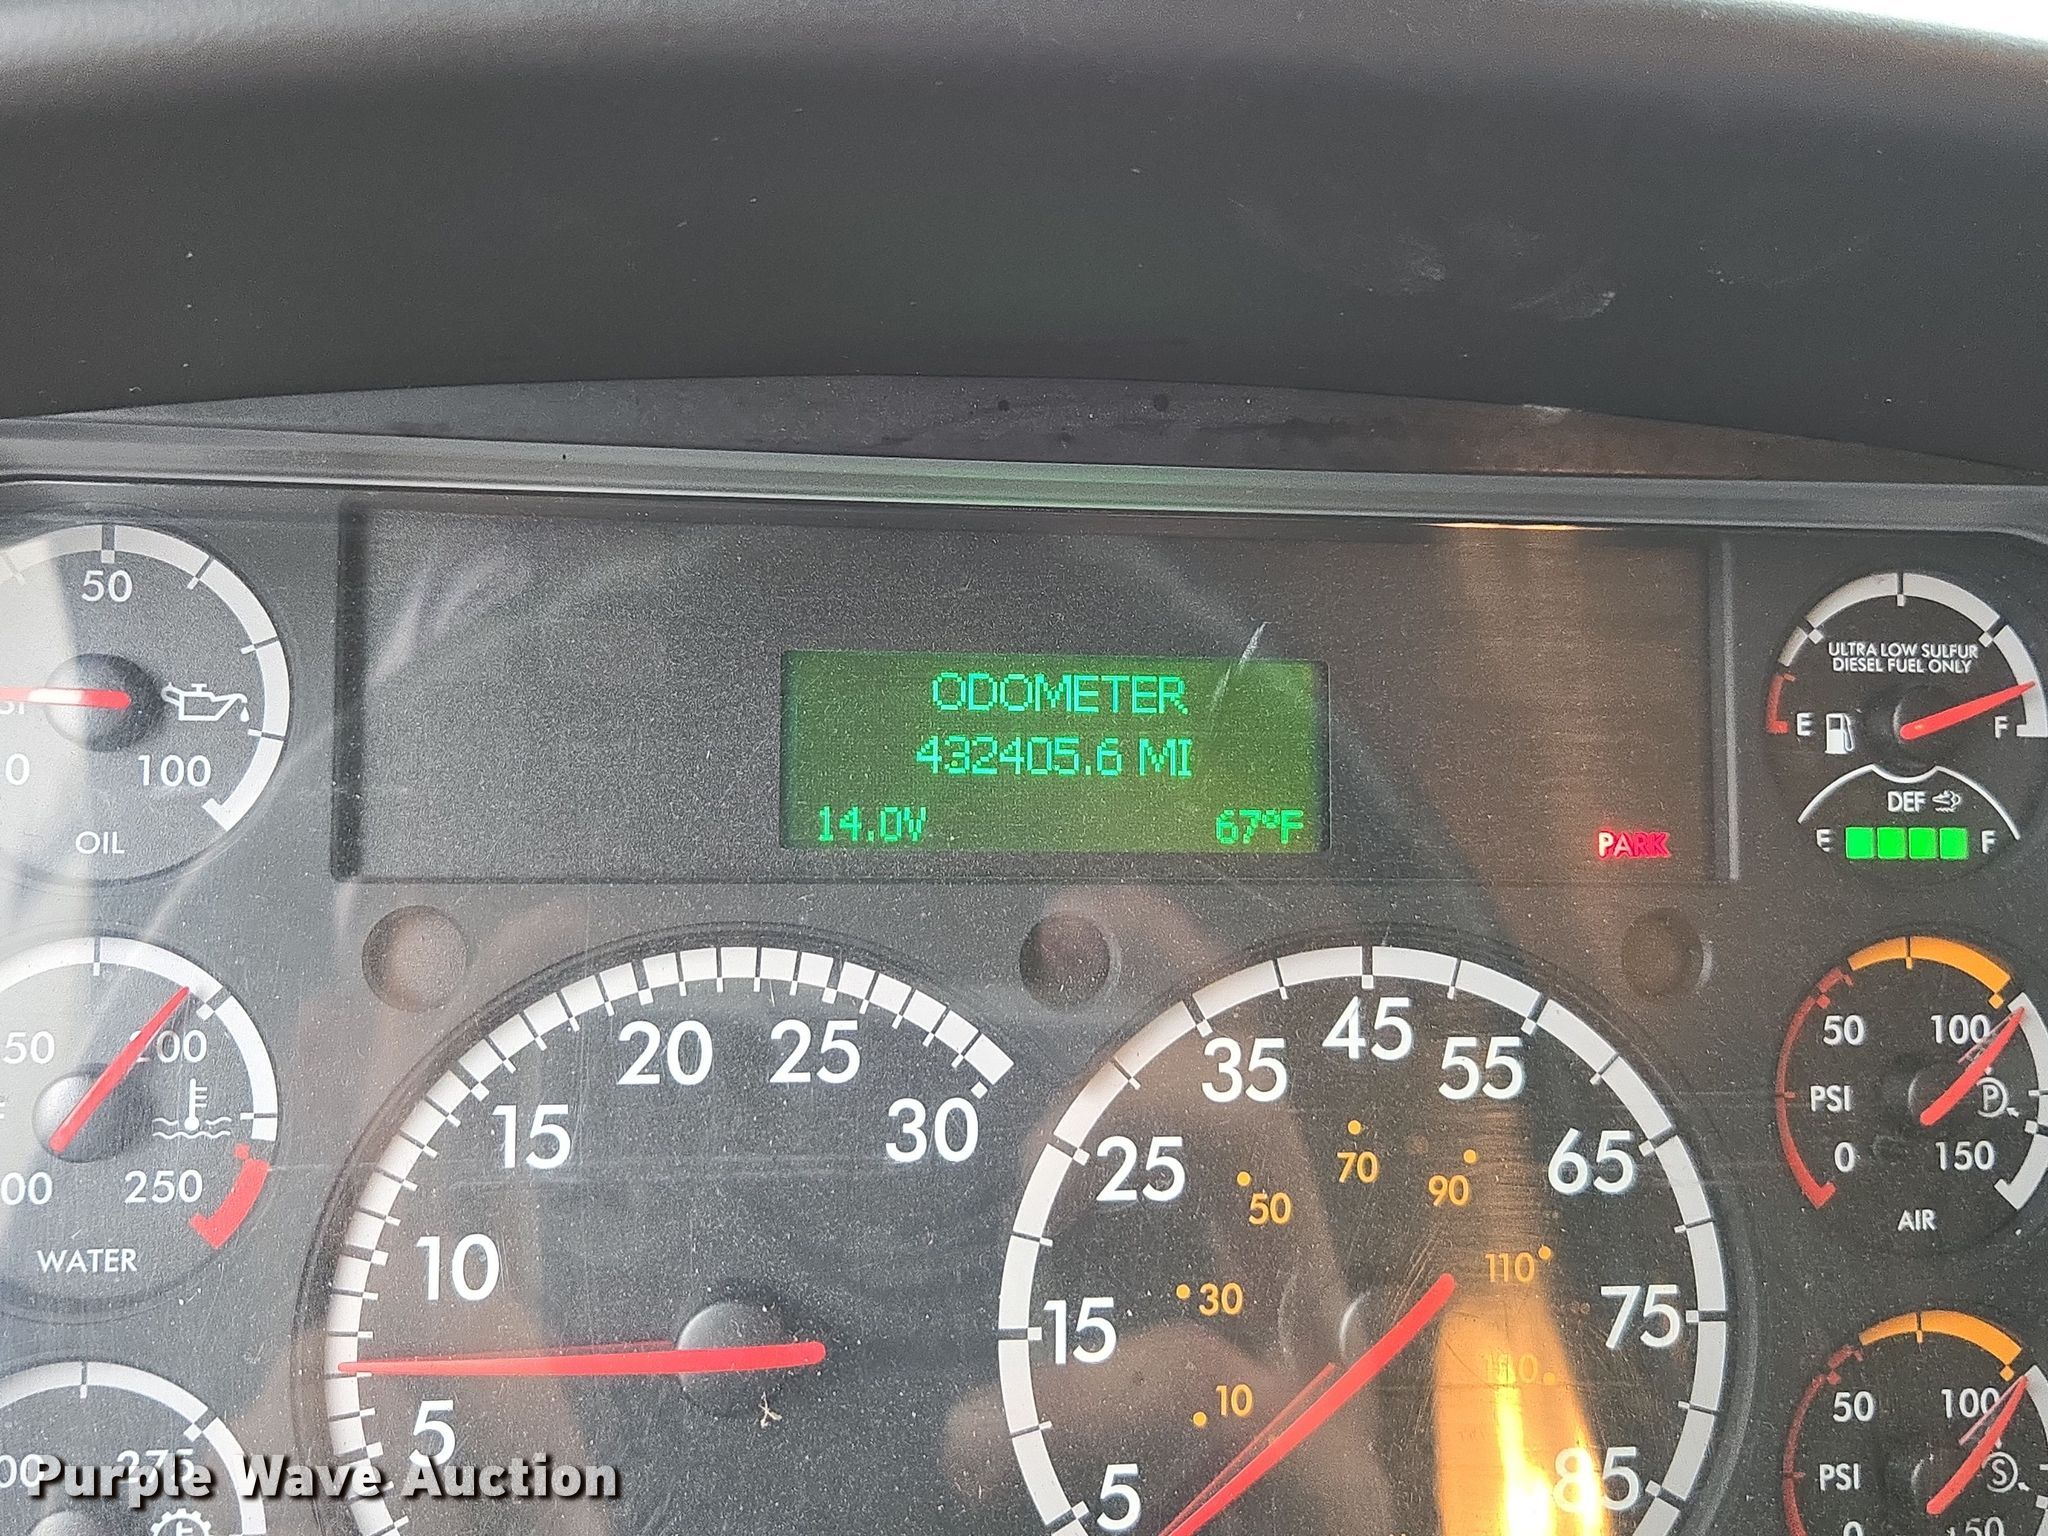 ODOMETER
432405.6 MI
14.0V 67°F
PARK
50
0 100
OIL
ULTRA LOW SULFUR
DIESEL FUEL ONLY
E F
DEF
E F
200
250
WATER
5 10 15 20 25 30
5 15 25 35 45 55 65 75 85
10 30 50 70 90 110
50 100
PSI P
0 150
AIR
50 100
PSI S
275
Purple Wave Auction